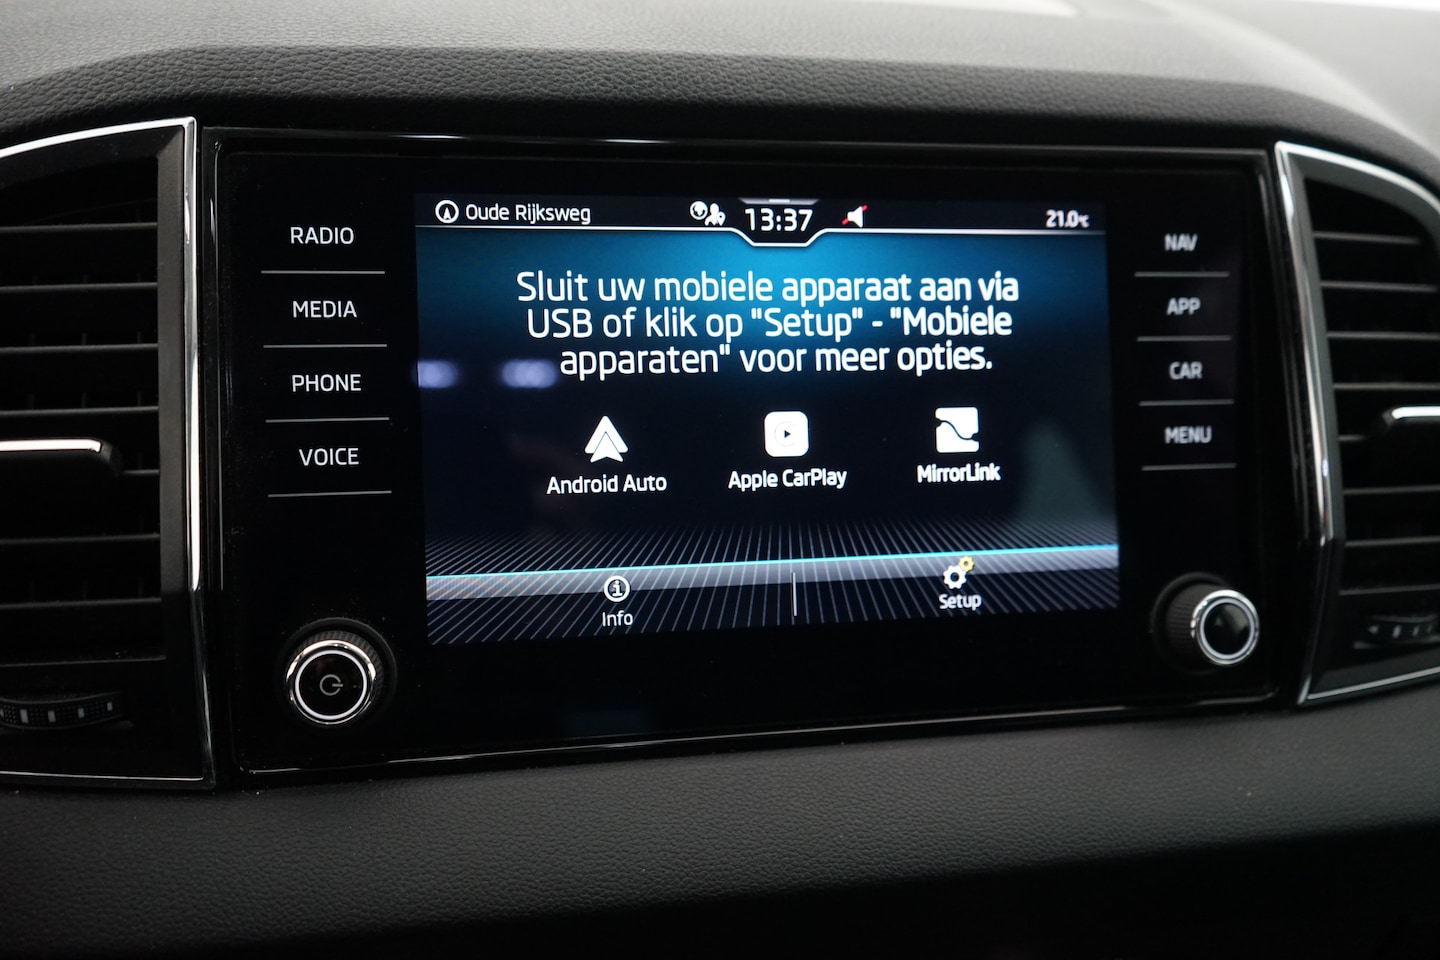 Oude Rijksweg 13:37 21.0°C
RADIO
MEDIA
PHONE
VOICE
Sluit uw mobiele apparaat aan via
USB of klik op "Setup" - "Mobiele
apparaten" voor meer opties.
Android Auto
Apple CarPlay
MirrorLink
Info
Setup
NAV
APP
CAR
MENU